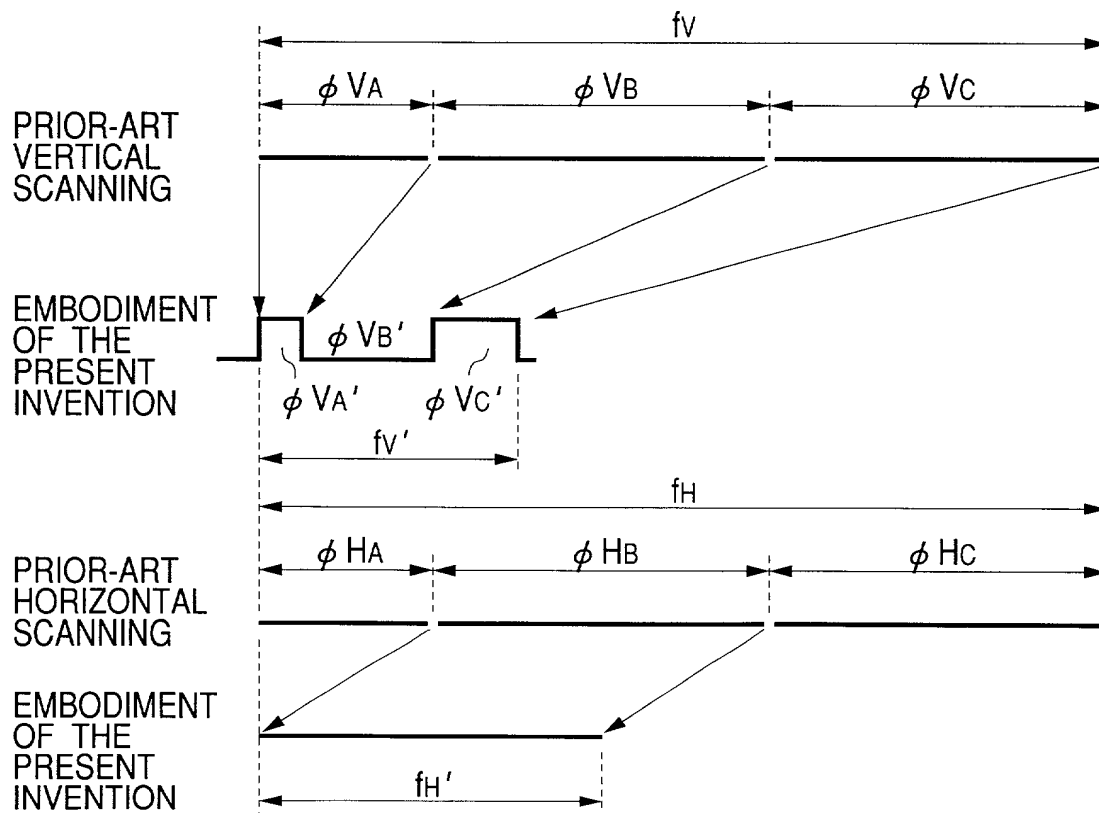 fV
φ VA φ VB φ VC
PRIOR-ART
VERTICAL
SCANNING
EMBODIMENT
OF THE
PRESENT
INVENTION
φ VB'
φ VA' φ VC'
fV'
fH
φ HA φ HB φ HC
PRIOR-ART
HORIZONTAL
SCANNING
EMBODIMENT
OF THE
PRESENT
INVENTION
fH'